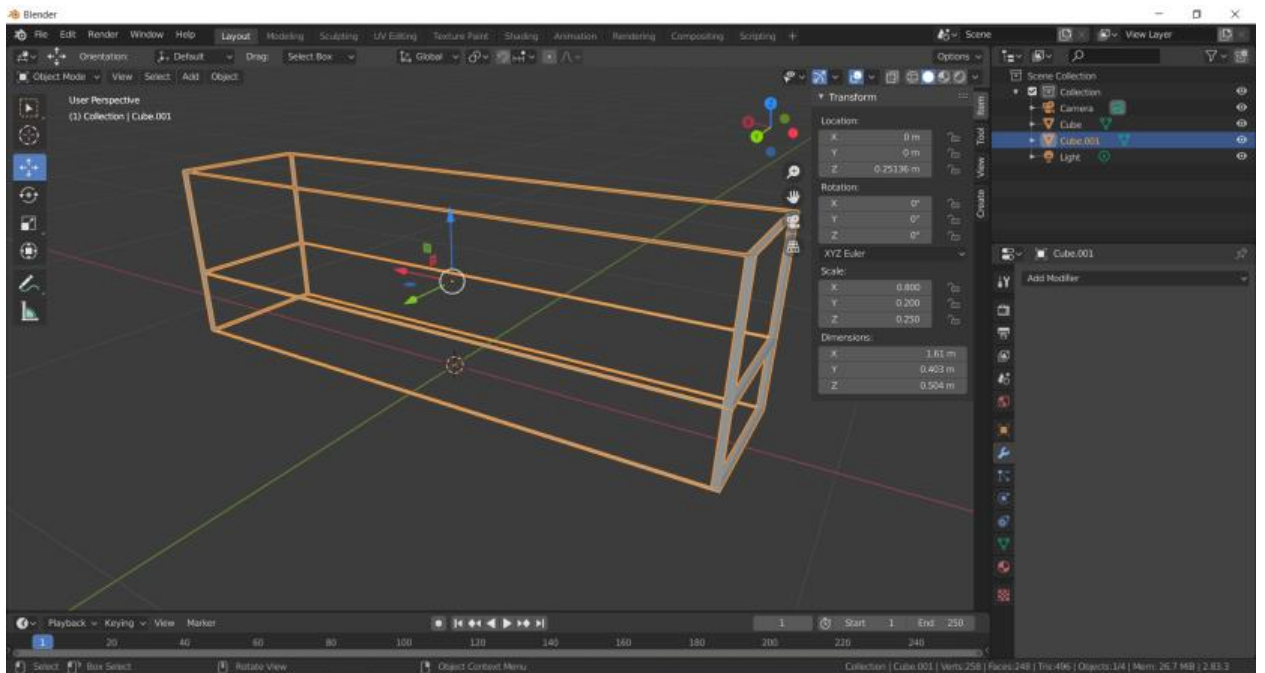 Blender
File Edit Render Window Help Layout Modeling Sculpting UV Editing Texture Paint Shading Animation Rendering Compositing Scripting + Scene View Layer
Orientation: Default Drag: Select Box Global Options
Object Mode View Select Add Object
User Perspective
(1) Collection | Cube.001
Transform
Location:
X 0 m
Y 0 m
Z 0.25136 m
Rotation:
X 0°
Y 0°
Z 0°
XYZ Euler
Scale:
X 0.800
Y 0.200
Z 0.250
Dimensions:
X 1.61 m
Y 0.403 m
Z 0.504 m
Item
Tool
View
Create
Scene Collection
Collection
Camera
Cube
Cube.001
Light
Cube.001
Add Modifier
Playback Keying View Marker 1 Start 1 End 250
1 20 40 60 80 100 120 140 160 180 200 220 240
Select Box Select Rotate View Object Context Menu Collection | Cube.001 | Verts:258 | Faces:248 | Tris:496 | Objects:1/4 | Mem: 26.7 MiB | 2.83.3